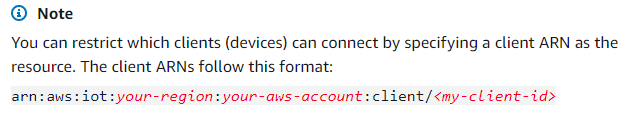 Note
You can restrict which clients (devices) can connect by specifying a client ARN as the
resource. The client ARNs follow this format:
arn:aws:iot:your-region:your-aws-account:client/<my-client-id>